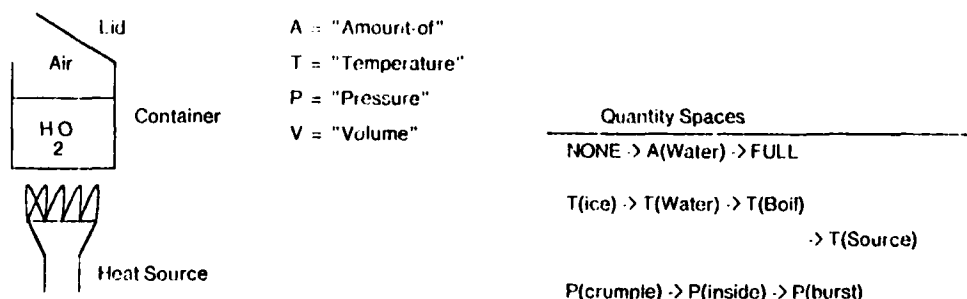 Lid
Air
H O
2
Container
Heat Source
A = "Amount-of"
T = "Temperature"
P = "Pressure"
V = "Volume"
Quantity Spaces
NONE -> A(Water) -> FULL
T(ice) -> T(Water) -> T(Boil)
-> T(Source)
P(crumple) -> P(inside) -> P(burst)